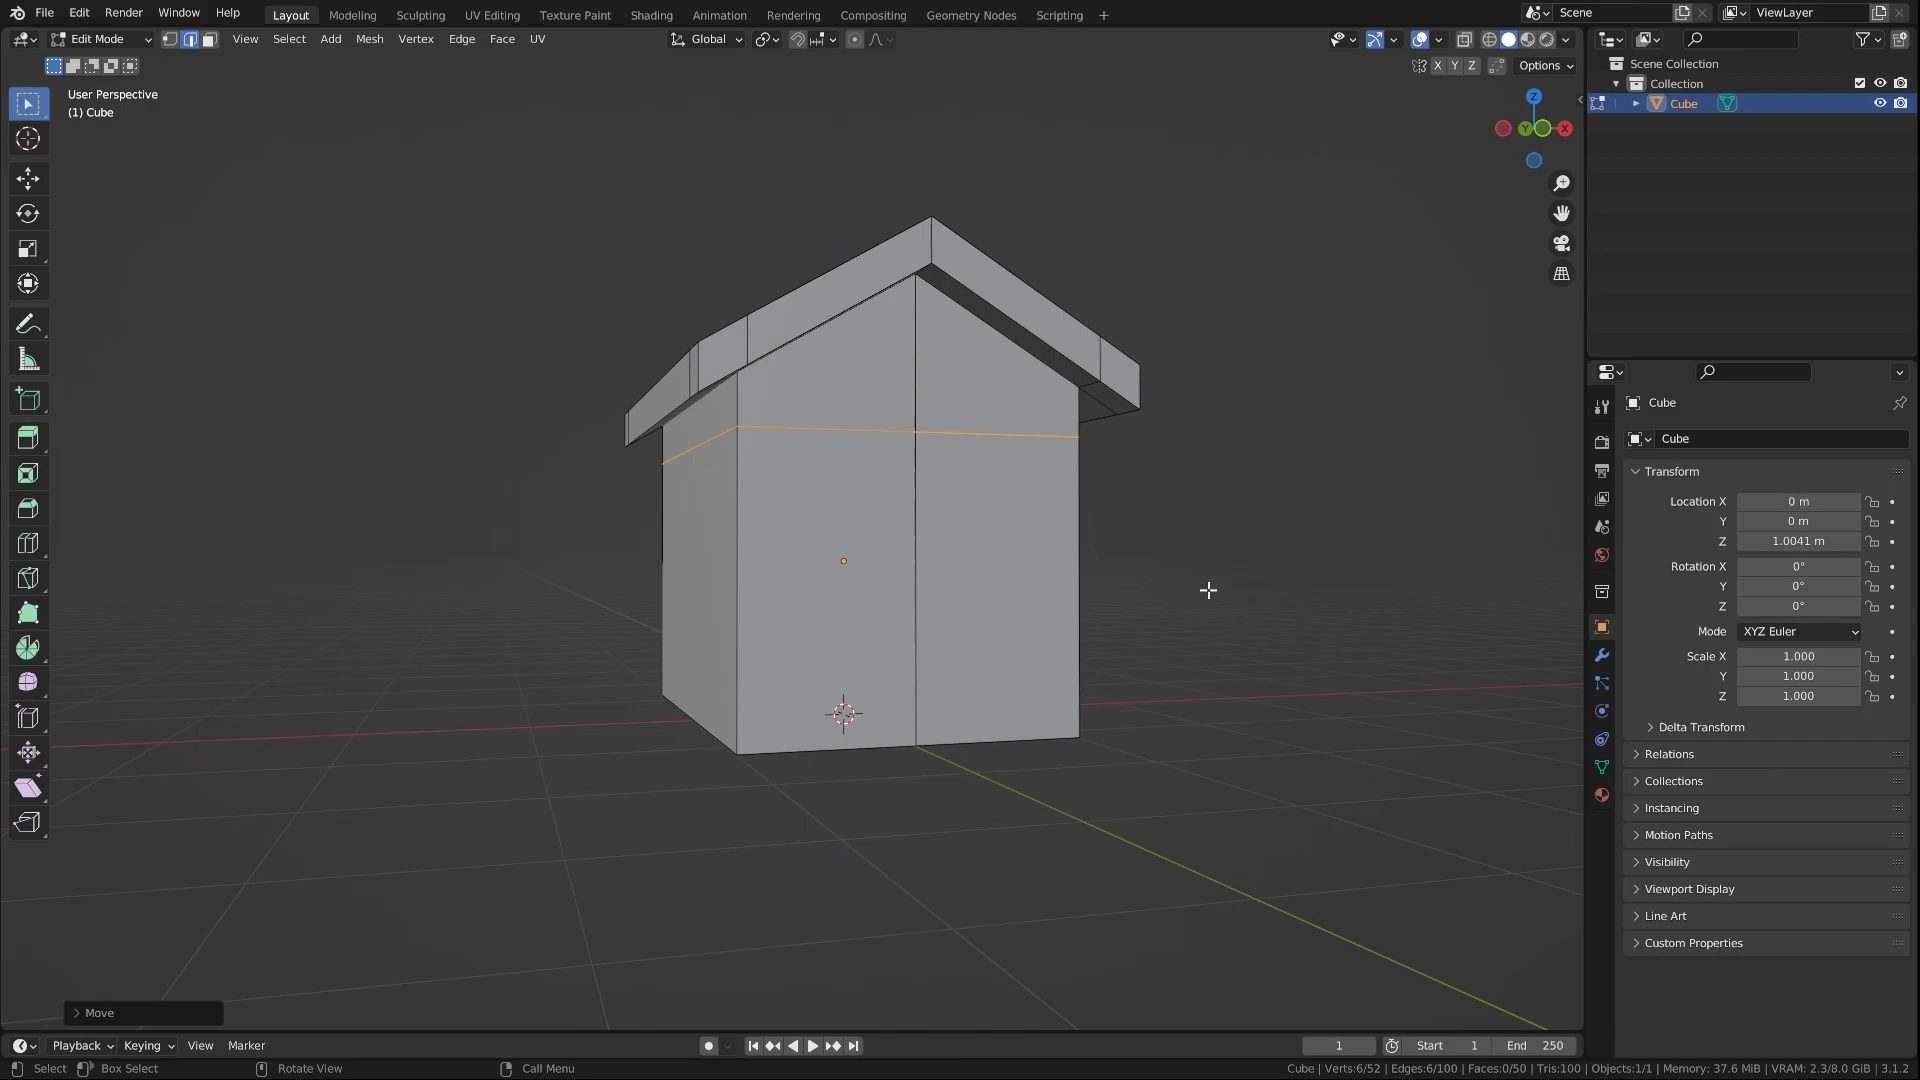 File Edit Render Window Help Layout Modeling Sculpting UV Editing Texture Paint Shading Animation Rendering Compositing Geometry Nodes Scripting + Scene ViewLayer
Edit Mode View Select Add Mesh Vertex Edge Face UV Global
X Y Z Options
User Perspective
(1) Cube
Z
Y X
Scene Collection
Collection
Cube
Cube
Cube
Transform
Location X 0 m
Y 0 m
Z 1.0041 m
Rotation X 0°
Y 0°
Z 0°
Mode XYZ Euler
Scale X 1.000
Y 1.000
Z 1.000
Delta Transform
Relations
Collections
Instancing
Motion Paths
Visibility
Viewport Display
Line Art
Custom Properties
Move
Playback Keying View Marker 1 Start 1 End 250
Select Box Select Rotate View Call Menu Cube | Verts:6/52 | Edges:6/100 | Faces:0/50 | Tris:100 | Objects:1/1 | Memory: 37.6 MiB | VRAM: 2.3/8.0 GiB | 3.1.2